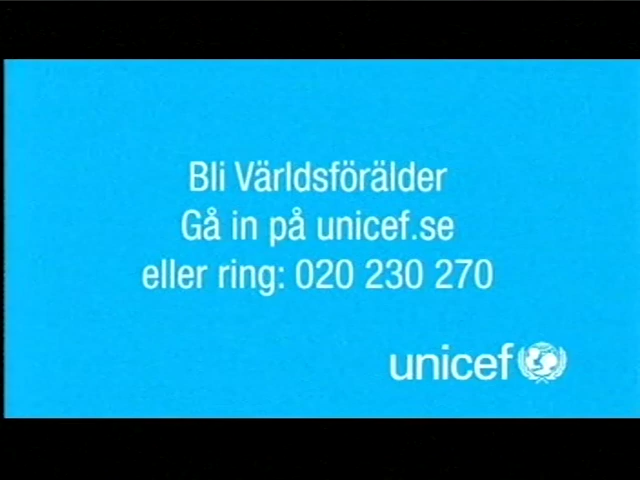 Bli Världsförälder
Gå in på unicef.se
eller ring: 020 230 270
unicef